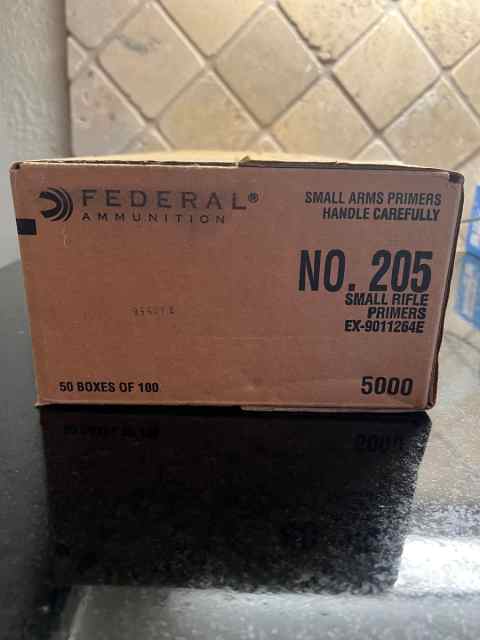 FEDERAL®
AMMUNITION
SMALL ARMS PRIMERS
HANDLE CAREFULLY
NO. 205
SMALL RIFLE
PRIMERS
EX-9011264E
50 BOXES OF 100
5000